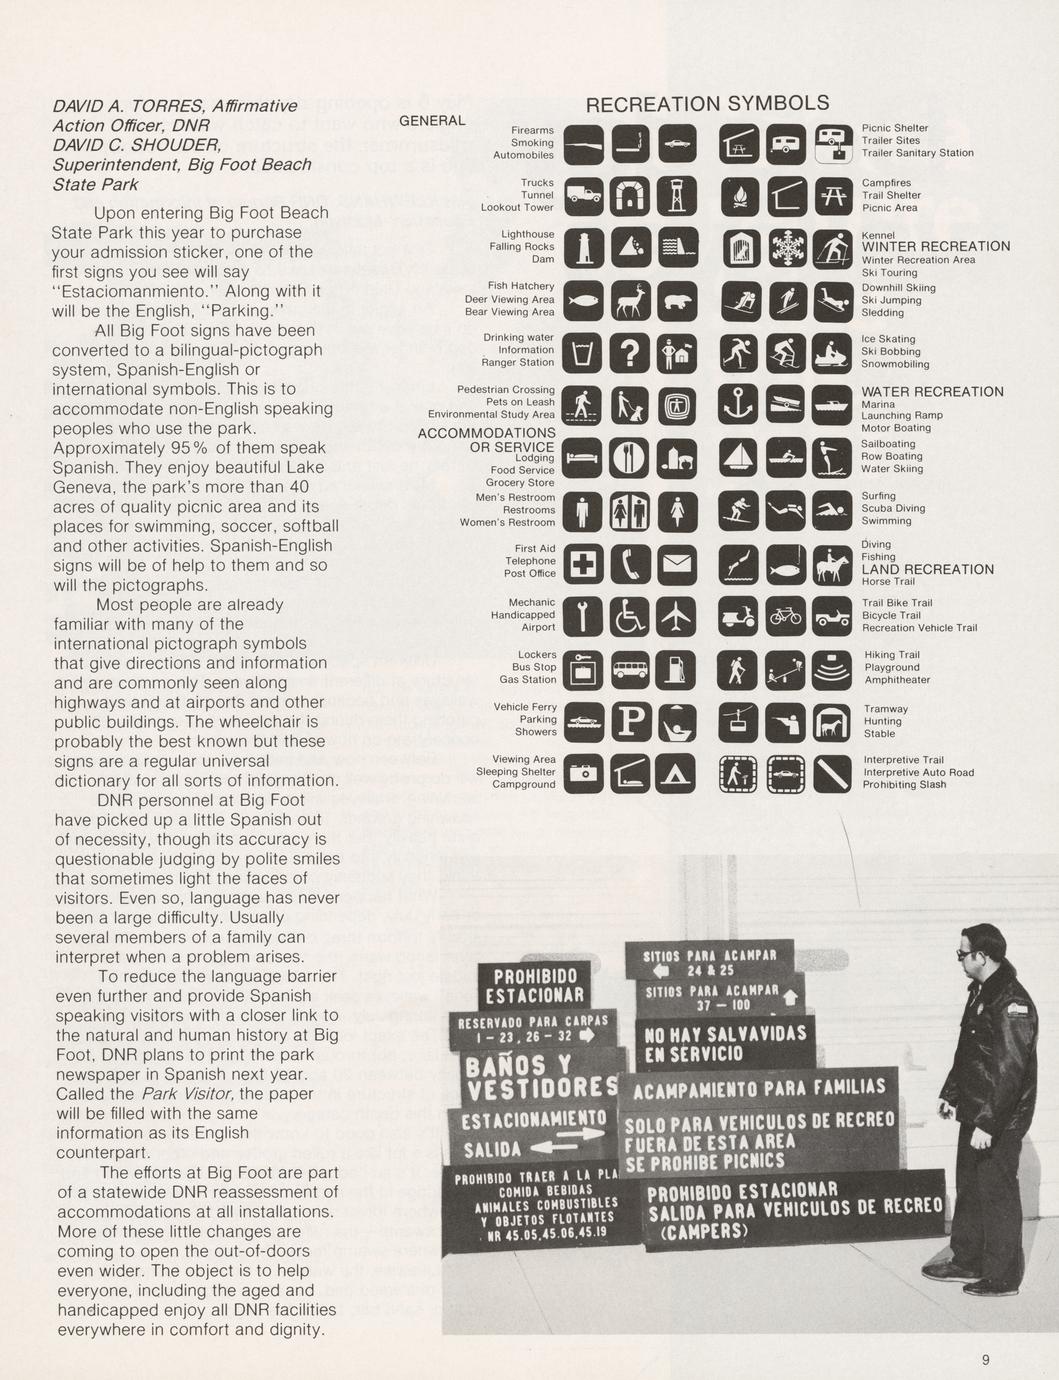 DAVID A. TORRES, Affirmative
Action Officer, DNR
DAVID C. SHOUDER,
Superintendent, Big Foot Beach
State Park
Upon entering Big Foot Beach
State Park this year to purchase
your admission sticker, one of the
first signs you see will say
"Estaciomanmiento." Along with it
will be the English, "Parking."
All Big Foot signs have been
converted to a bilingual-pictograph
system, Spanish-English or
international symbols. This is to
accommodate non-English speaking
peoples who use the park.
Approximately 95% of them speak
Spanish. They enjoy beautiful Lake
Geneva, the park's more than 40
acres of quality picnic area and its
places for swimming, soccer, softball
and other activities. Spanish-English
signs will be of help to them and so
will the pictographs.
Most people are already
familiar with many of the
international pictograph symbols
that give directions and information
and are commonly seen along
highways and at airports and other
public buildings. The wheelchair is
probably the best known but these
signs are a regular universal
dictionary for all sorts of information.
DNR personnel at Big Foot
have picked up a little Spanish out
of necessity, though its accuracy is
questionable judging by polite smiles
that sometimes light the faces of
visitors. Even so, language has never
been a large difficulty. Usually
several members of a family can
interpret when a problem arises.
To reduce the language barrier
even further and provide Spanish
speaking visitors with a closer link to
the natural and human history at Big
Foot, DNR plans to print the park
newspaper in Spanish next year.
Called the Park Visitor, the paper
will be filled with the same
information as its English
counterpart.
The efforts at Big Foot are part
of a statewide DNR reassessment of
accommodations at all installations.
More of these little changes are
coming to open the out-of-doors
even wider. The object is to help
everyone, including the aged and
handicapped enjoy all DNR facilities
everywhere in comfort and dignity.
RECREATION SYMBOLS
GENERAL
Firearms
Smoking
Automobiles
Trucks
Tunnel
Lookout Tower
Lighthouse
Falling Rocks
Dam
Fish Hatchery
Deer Viewing Area
Bear Viewing Area
Drinking water
Information
Ranger Station
Pedestrian Crossing
Pets on Leash
Environmental Study Area
ACCOMMODATIONS
OR SERVICE
Lodging
Food Service
Grocery Store
Men's Restroom
Restrooms
Women's Restroom
First Aid
Telephone
Post Office
Mechanic
Handicapped
Airport
Lockers
Bus Stop
Gas Station
Vehicle Ferry
Parking
Showers
Viewing Area
Sleeping Shelter
Campground
?
P
Picnic Shelter
Trailer Sites
Trailer Sanitary Station
Campfires
Trail Shelter
Picnic Area
Kennel
WINTER RECREATION
Winter Recreation Area
Ski Touring
Downhill Skiing
Ski Jumping
Sledding
Ice Skating
Ski Bobbing
Snowmobiling
WATER RECREATION
Marina
Launching Ramp
Motor Boating
Sailboating
Row Boating
Water Skiing
Surfing
Scuba Diving
Swimming
Diving
Fishing
LAND RECREATION
Horse Trail
Trail Bike Trail
Bicycle Trail
Recreation Vehicle Trail
Hiking Trail
Playground
Amphitheater
Tramway
Hunting
Stable
Interpretive Trail
Interpretive Auto Road
Prohibiting Slash
PROHIBIDO
ESTACIONAR
RESERVADO PARA CARPAS
1-23, 26-32
BAÑOS Y
VESTIDORES
ESTACIONAMIENTO
SALIDA
PROHIBIDO TRAER A LA PLA
COMIDA BEBIDAS
ANIMALES COMBUSTIBLES
Y OBJETOS FLOTANTES
NR 45.05, 45.06, 45.19
SITIOS PARA ACAMPAR
24 & 25
SITIOS PARA ACAMPAR
37 - 100
NO HAY SALVAVIDAS
EN SERVICIO
ACAMPAMIENTO PARA FAMILIAS
SOLO PARA VEHICULOS DE RECREO
FUERA DE ESTA AREA
SE PROHIBE PICNICS
PROHIBIDO ESTACIONAR
SALIDA PARA VEHICULOS DE RECREO
(CAMPERS)
9